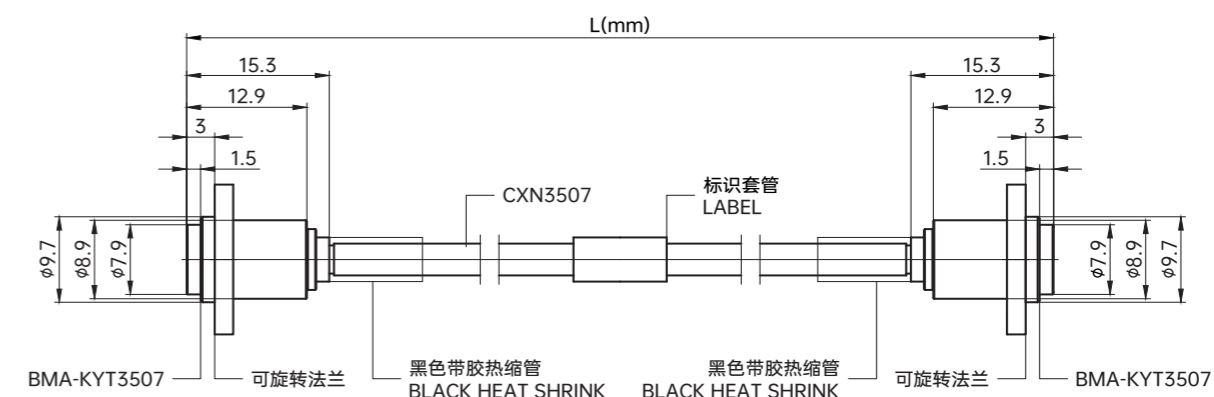 L(mm)
15.3
15.3
12.9
12.9
3
3
1.5
1.5
CXN3507
标识套管
LABEL
ϕ9.7
ϕ8.9
ϕ7.9
ϕ7.9
ϕ8.9
ϕ9.7
BMA-KYT3507
可旋转法兰
黑色带胶热缩管
BLACK HEAT SHRINK
黑色带胶热缩管
BLACK HEAT SHRINK
可旋转法兰
BMA-KYT3507